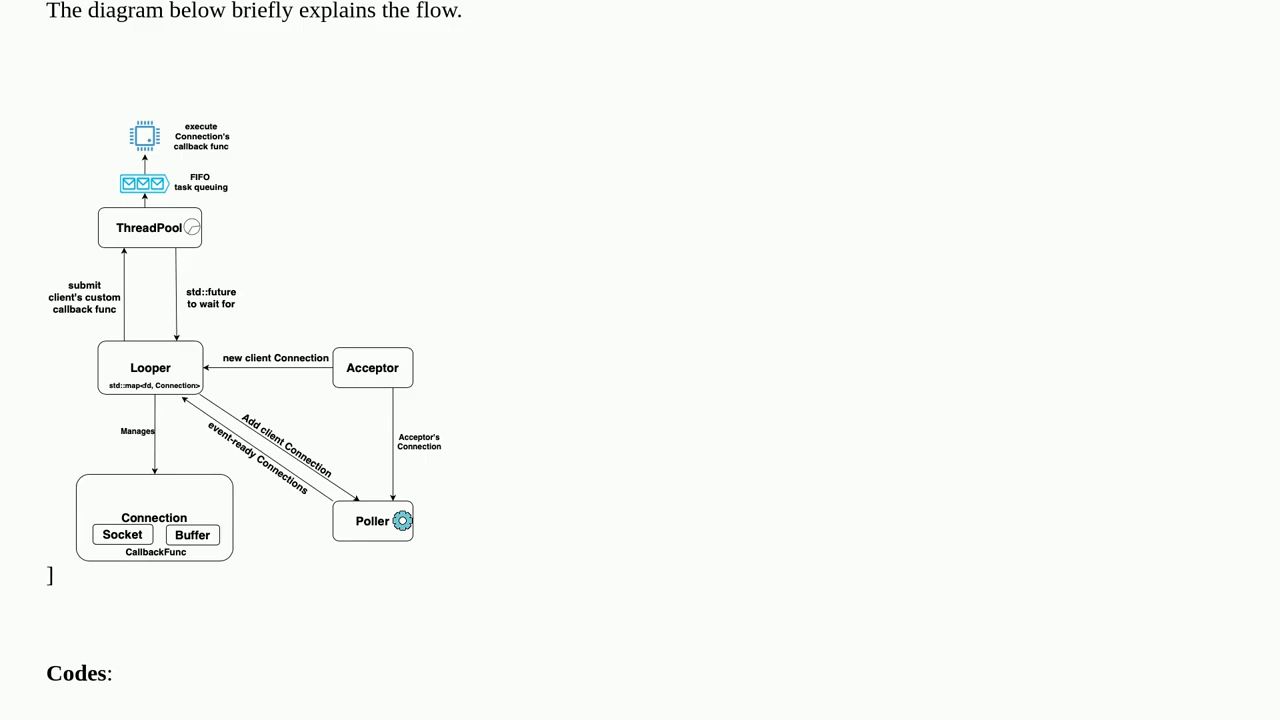 The diagram below briefly explains the flow.
execute
Connection's
callback func
FIFO
task queuing
ThreadPool
submit
client's custom
callback func
std::future
to wait for
Looper
std::map<fd, Connection>
new client Connection
Acceptor
Manages
Add client Connection
event-ready Connections
Acceptor's
Connection
Poller
Connection
Socket
Buffer
CallbackFunc
]
Codes: